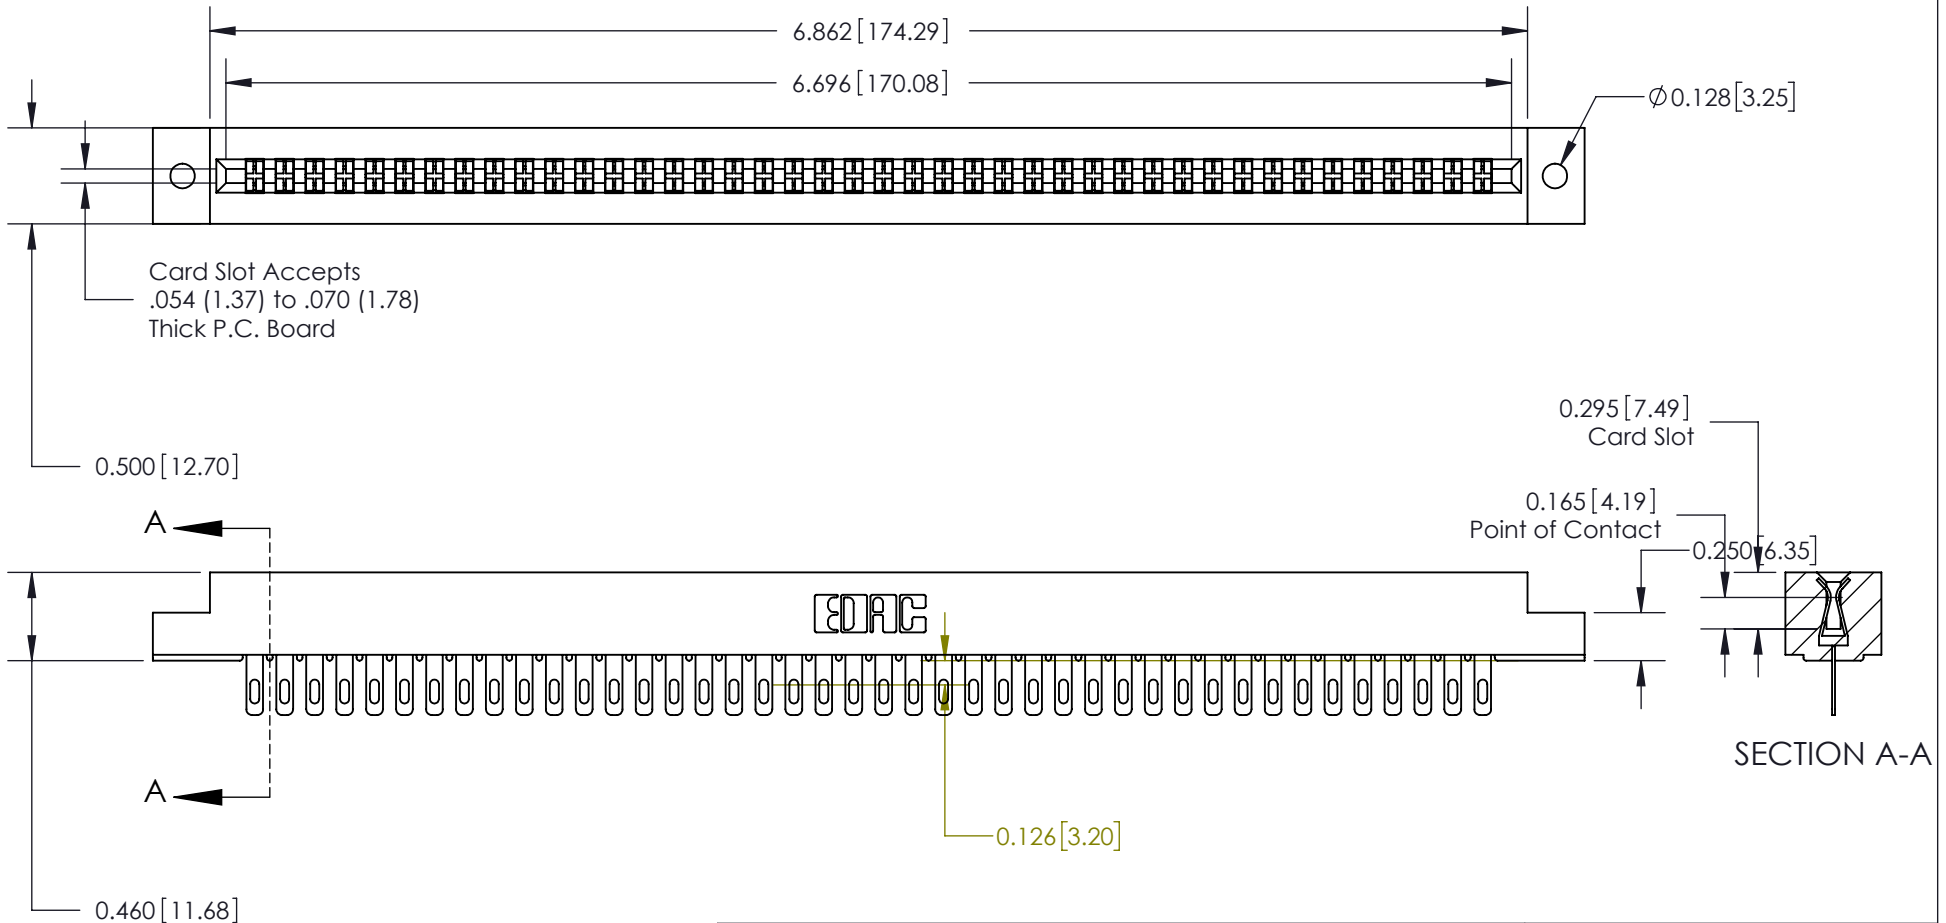 6.862[174.29]
6.696[170.08]
Ø0.128[3.25]
Card Slot Accepts
.054 (1.37) to .070 (1.78)
Thick P.C. Board
0.295[7.49]
Card Slot
0.500[12.70]
0.165[4.19]
Point of Contact
0.250[6.35]
A
EDAC
SECTION A-A
A
0.126[3.20]
0.460[11.68]